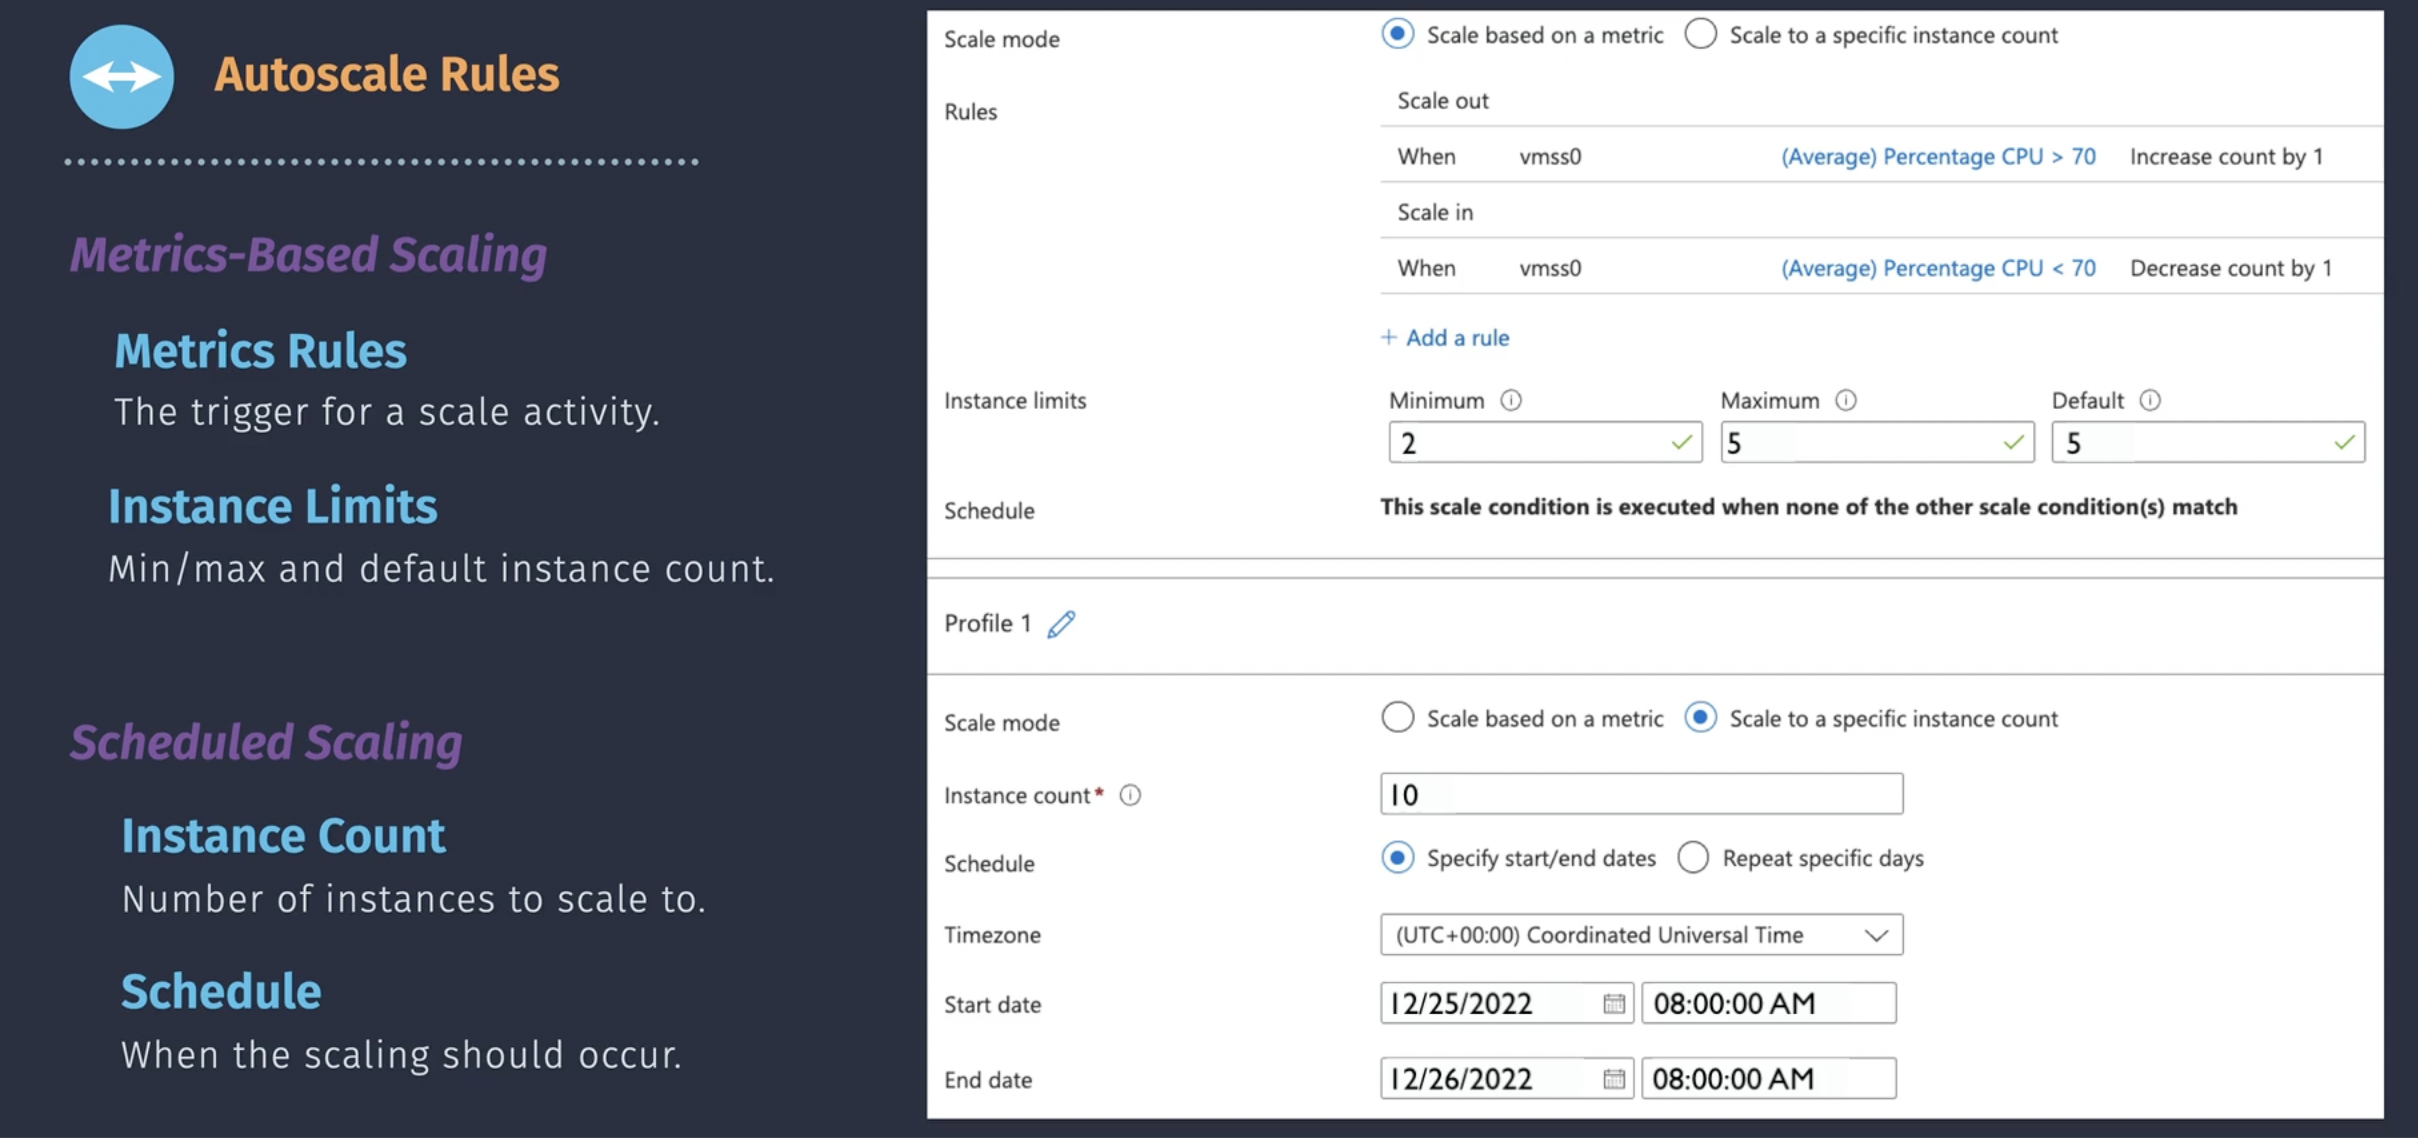 Autoscale Rules
Metrics-Based Scaling
Metrics Rules
The trigger for a scale activity.
Instance Limits
Min/max and default instance count.
Scheduled Scaling
Instance Count
Number of instances to scale to.
Schedule
When the scaling should occur.
Scale mode Scale based on a metric Scale to a specific instance count
Rules
Scale out
When vmss0 (Average) Percentage CPU > 70 Increase count by 1
Scale in
When vmss0 (Average) Percentage CPU < 70 Decrease count by 1
+ Add a rule
Instance limits Minimum Maximum Default
2 5 5
Schedule This scale condition is executed when none of the other scale condition(s) match
Profile 1
Scale mode Scale based on a metric Scale to a specific instance count
Instance count* 10
Schedule Specify start/end dates Repeat specific days
Timezone (UTC+00:00) Coordinated Universal Time
Start date 12/25/2022 08:00:00 AM
End date 12/26/2022 08:00:00 AM